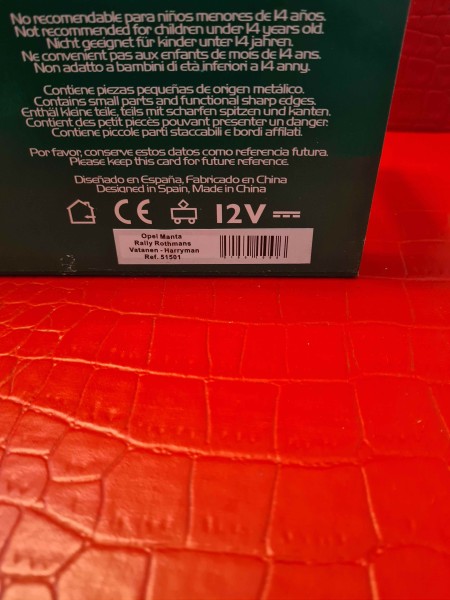 No recomendable para niños menores de 14 años.
Not recommended for children under 14 years old.
Nicht geeignet für kinder unter 14 jahren.
Ne convenient pas aux enfants de mois de 14 ans.
Non adatto a bambini di età inferiori a 14 anny.
Contiene piezas pequeñas de origen metálico.
Contains small parts and functional sharp edges.
Enthäl kleine teile, teils mit scharfen spitzen und kanten.
Contient des petit pieces pouvant presenter un danger.
Contiene piccole parti staccabili e bordi affilati.
Por favor, conserve estos datos como referencia futura.
Please keep this card for future reference.
Diseñado en España, Fabricado en China
Designed in Spain, Made in China
CE 12V
Opel Manta
Rally Rothmans
Vatanen - Harryman
Ref. 51501